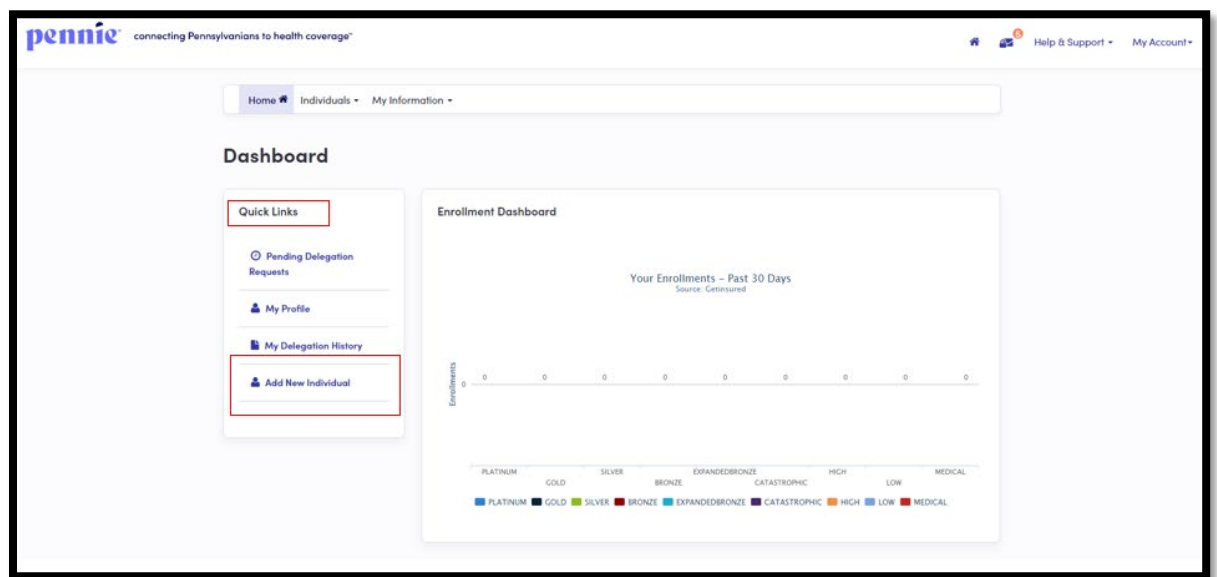 pennie connecting Pennsylvanians to health coverage™
6 Help & Support My Account
Home Individuals My Information
Dashboard
Quick Links
Pending Delegation
Requests
My Profile
My Delegation History
Add New Individual
Enrollment Dashboard
Your Enrollments – Past 30 Days
Source: Getinsured
Enrollments
0
0 0 0 0 0 0 0 0 0
PLATINUM SILVER EXPANDEDBRONZE HIGH MEDICAL
GOLD BRONZE CATASTROPHIC LOW
PLATINUM GOLD SILVER BRONZE EXPANDEDBRONZE CATASTROPHIC HIGH LOW MEDICAL